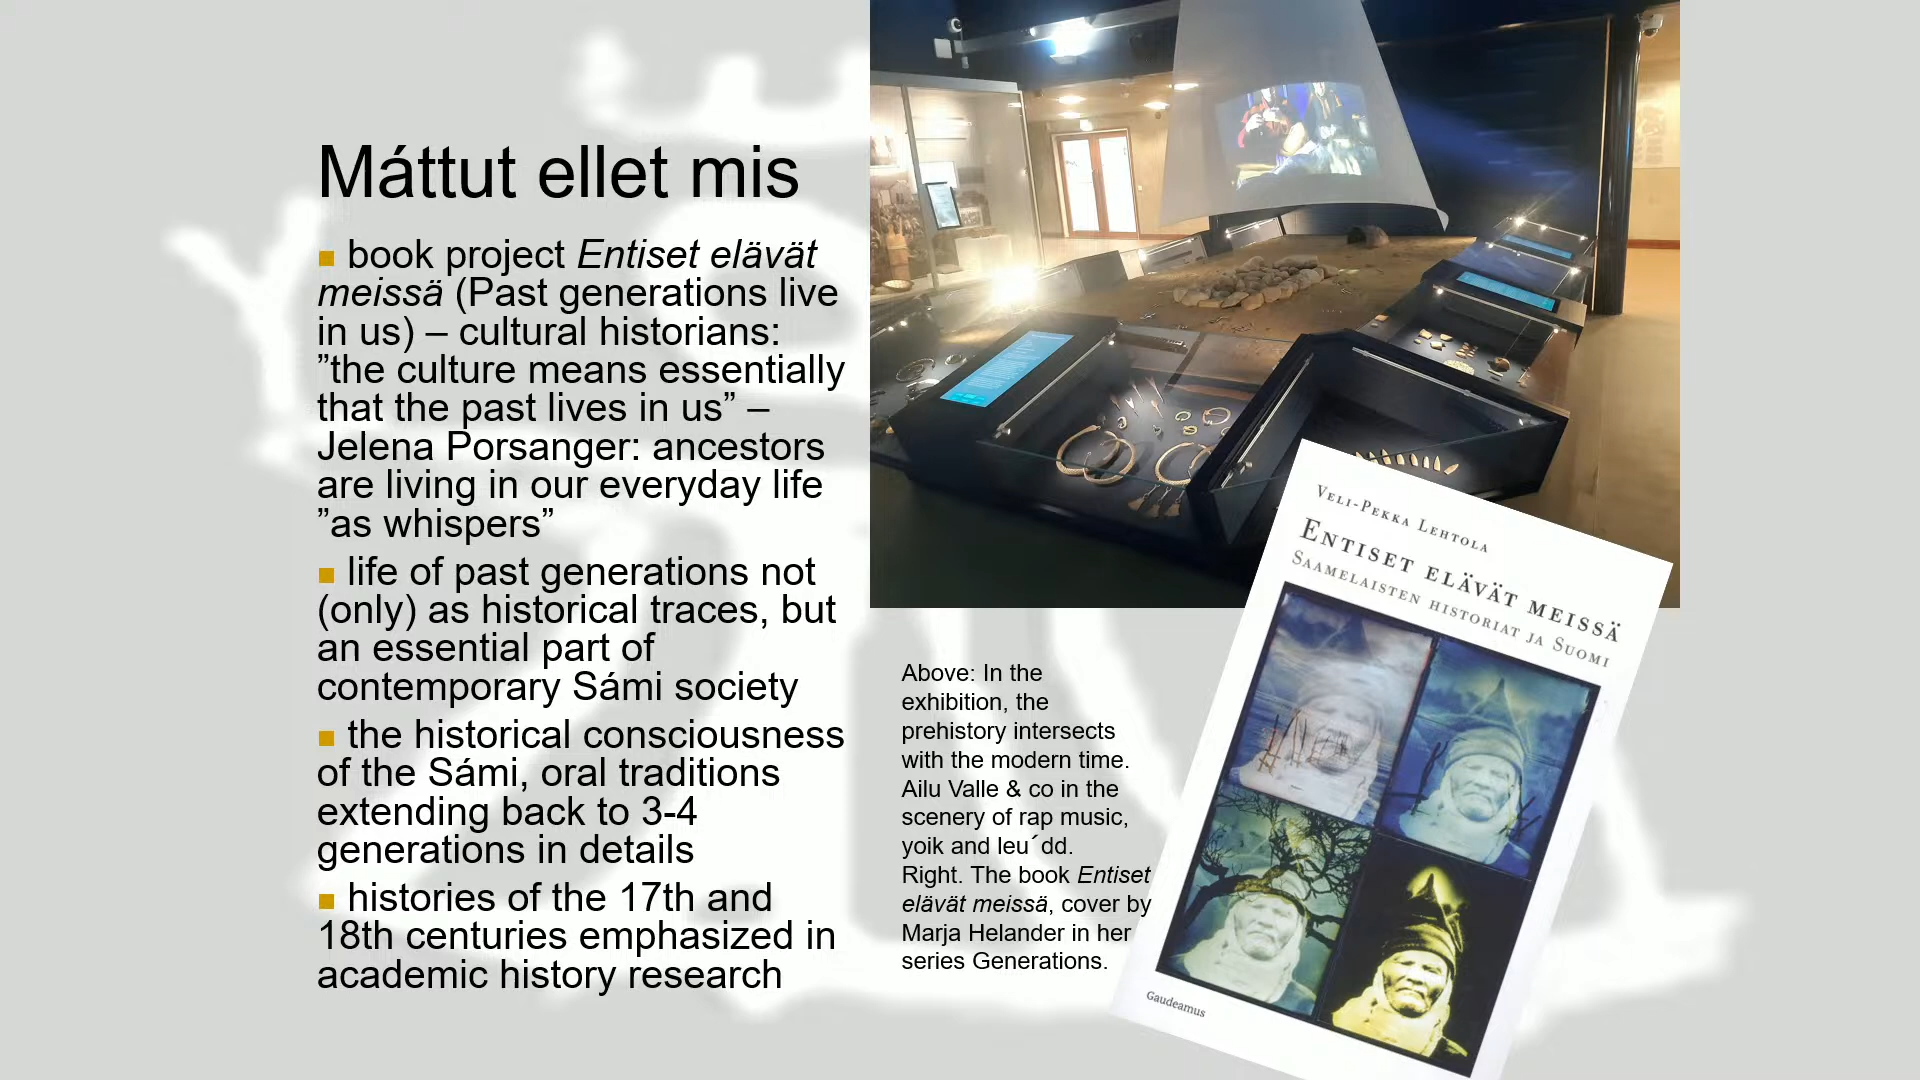 Máttut ellet mis
■ book project Entiset elävät
meissä (Past generations live
in us) – cultural historians:
”the culture means essentially
that the past lives in us” –
Jelena Porsanger: ancestors
are living in our everyday life
”as whispers”
■ life of past generations not
(only) as historical traces, but
an essential part of
contemporary Sámi society
■ the historical consciousness
of the Sámi, oral traditions
extending back to 3-4
generations in details
■ histories of the 17th and
18th centuries emphasized in
academic history research
Above: In the
exhibition, the
prehistory intersects
with the modern time.
Ailu Valle & co in the
scenery of rap music,
yoik and leu´dd.
Right. The book Entiset
elävät meissä, cover by
Marja Helander in her
series Generations.
Veli-Pekka Lehtola
Entiset elävät meissä
Saamelaisten historiat ja Suomi
Gaudeamus